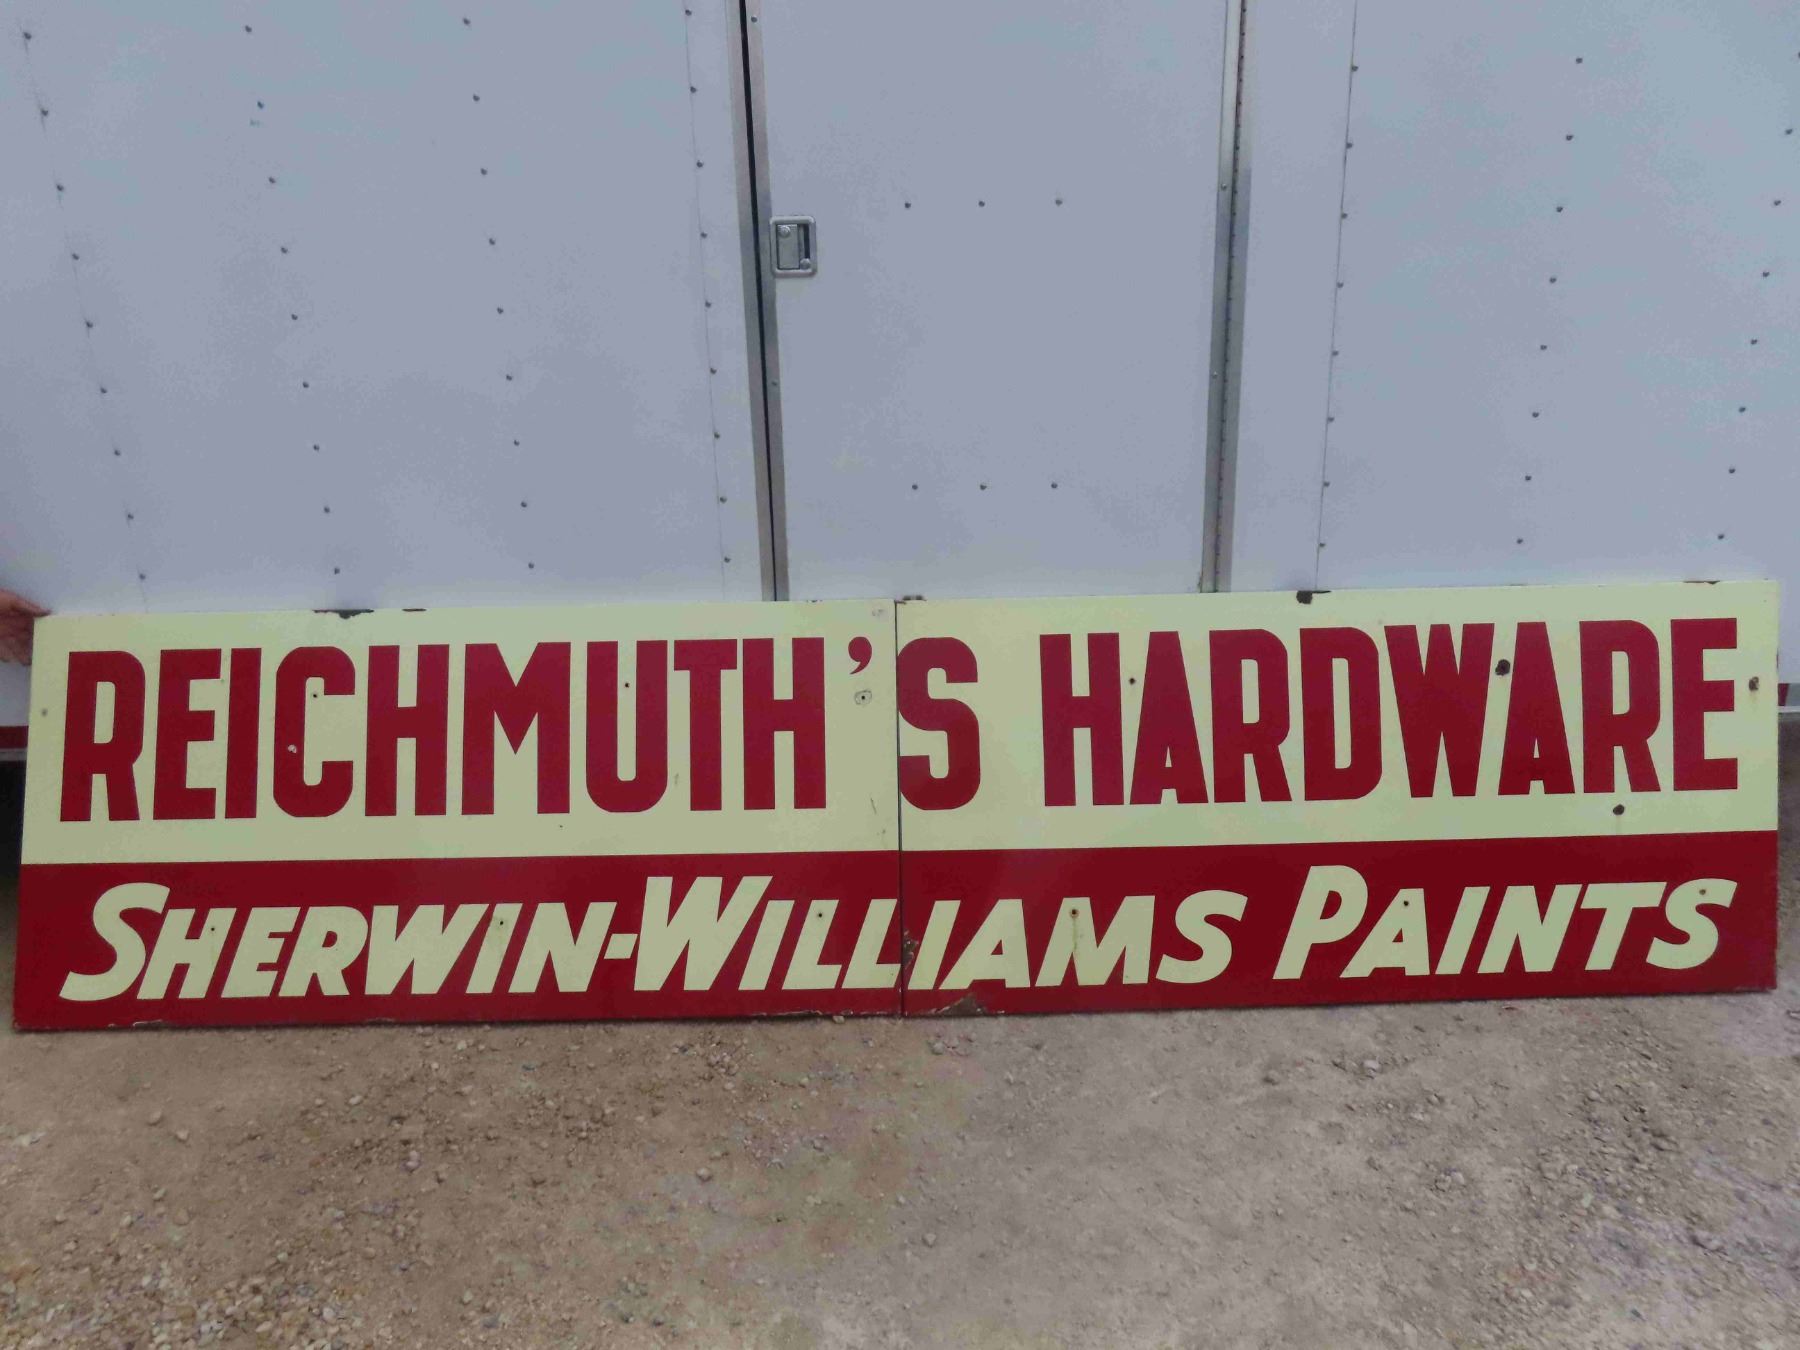 REICHMUTH'S HARDWARE
SHERWIN-WILLIAMS PAINTS